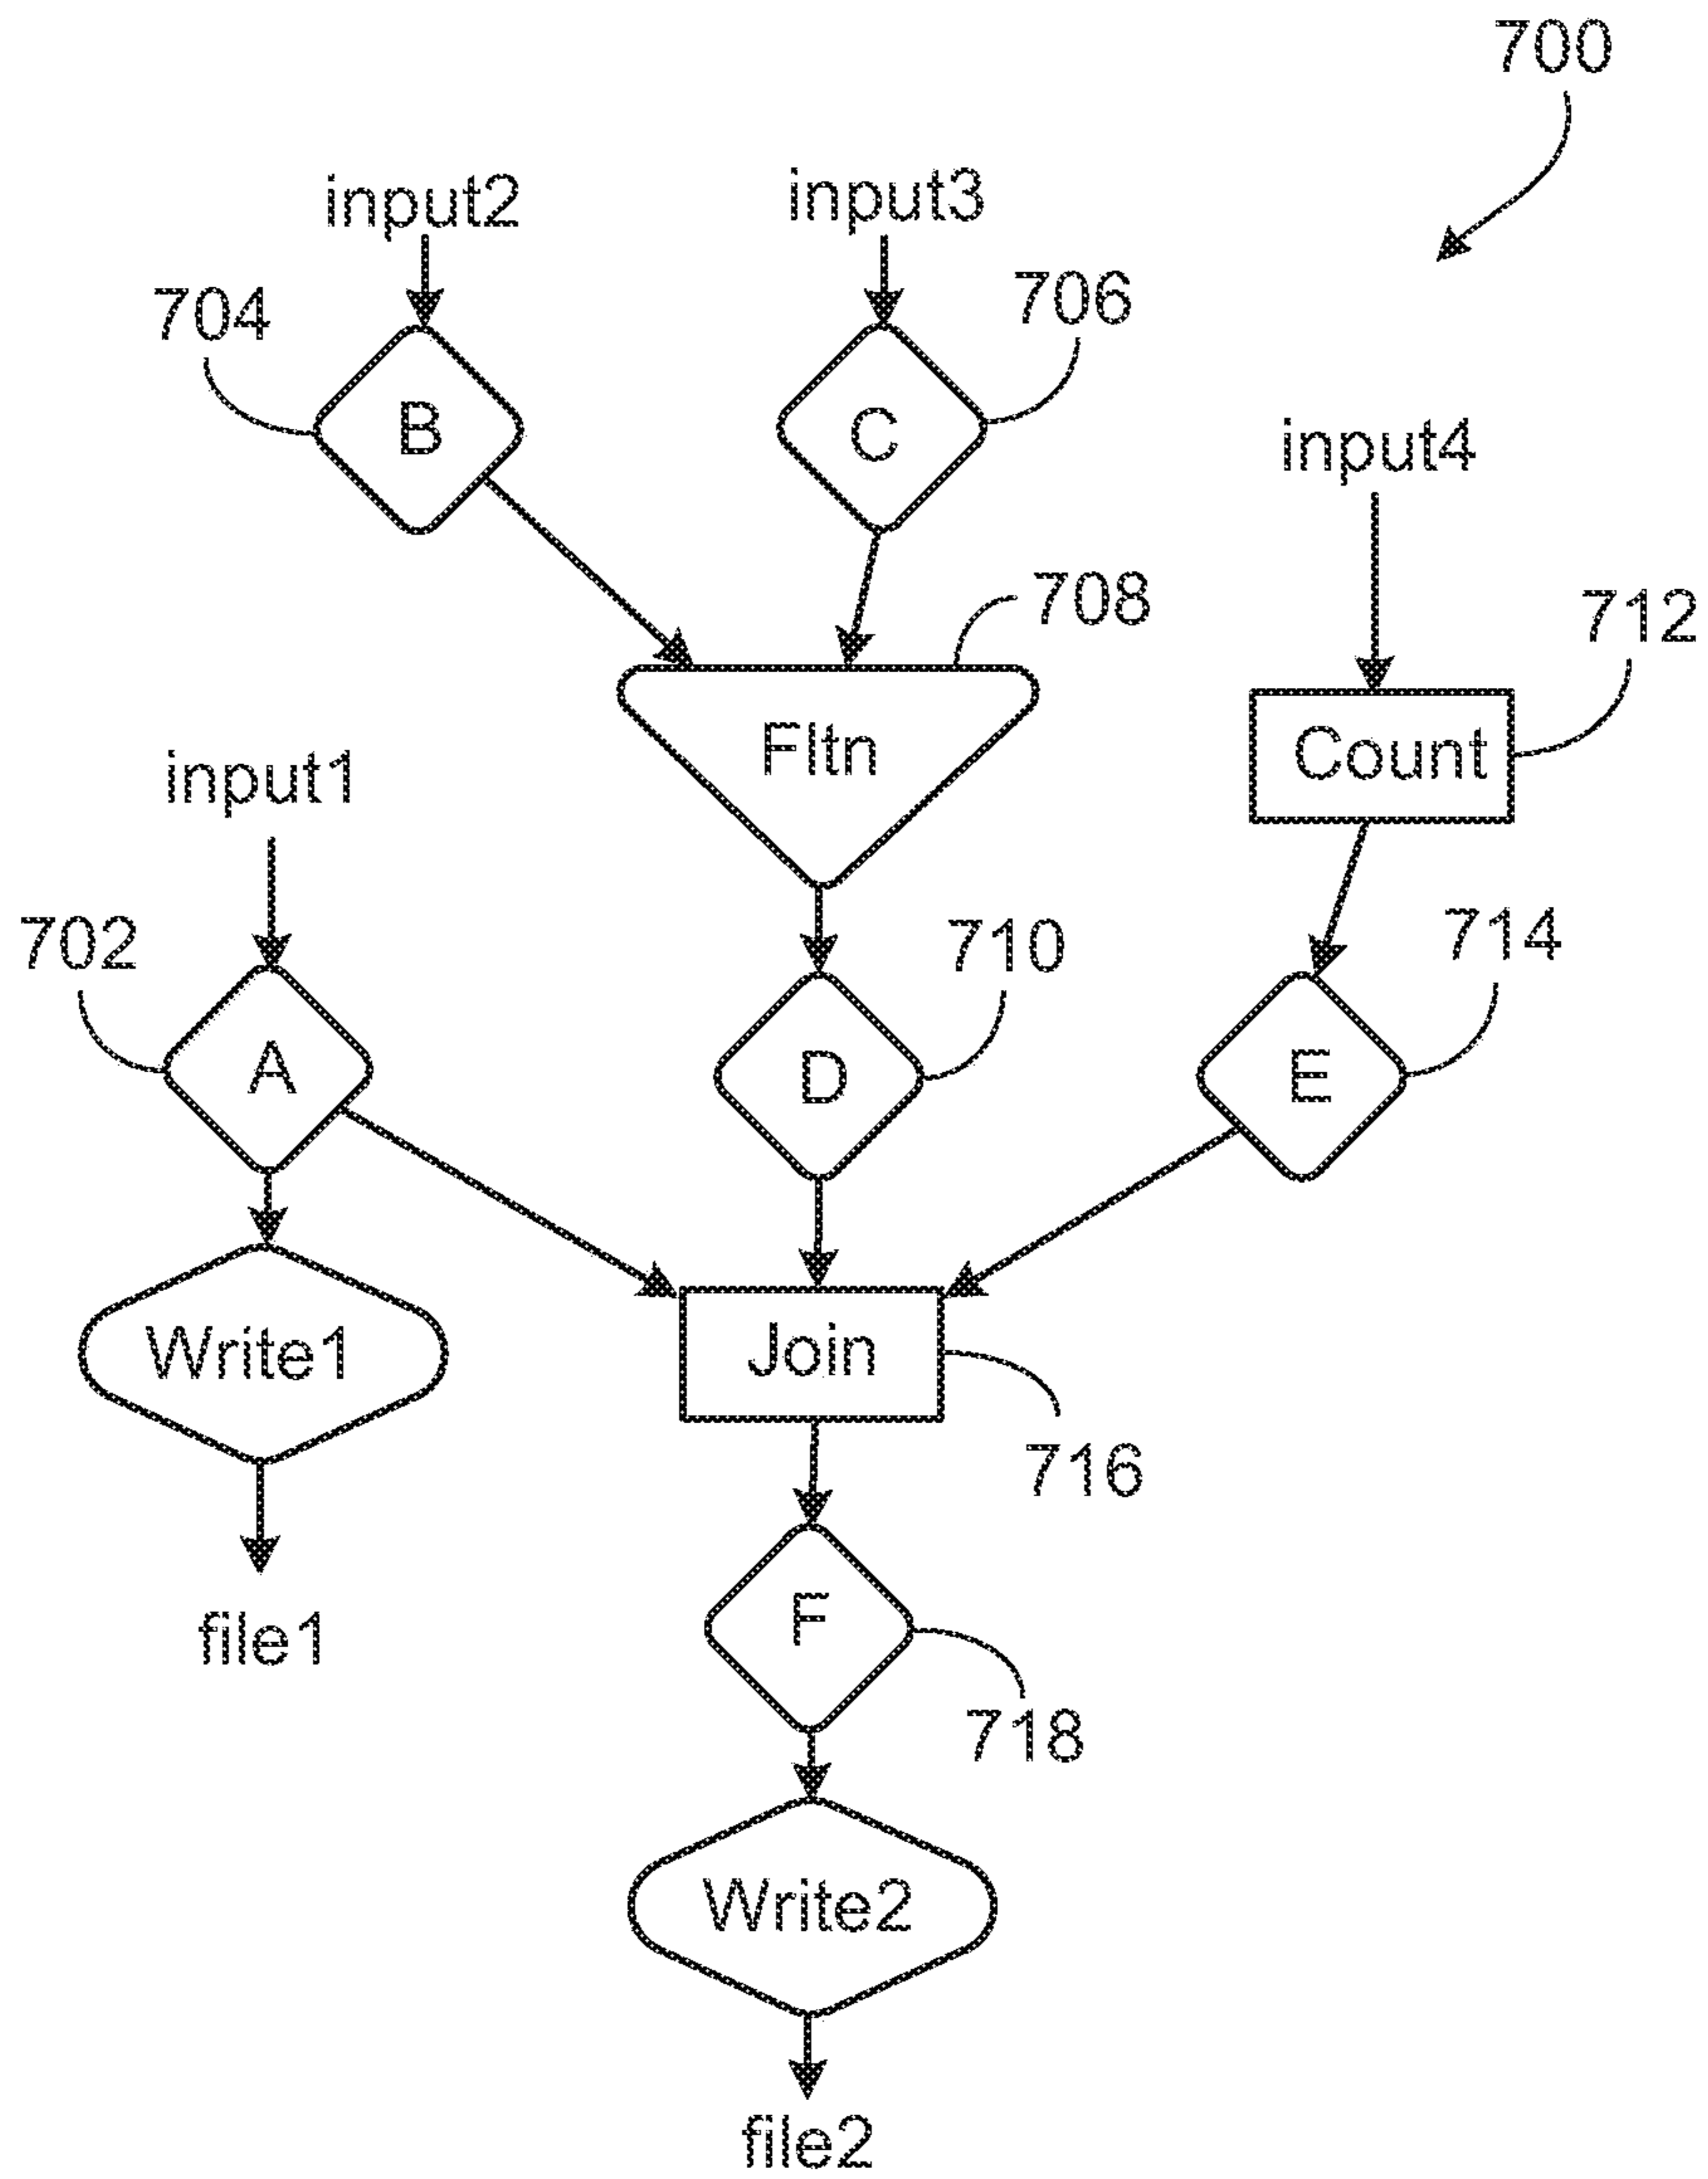 700
input2
input3
704
706
B
C
input4
708
712
Fltn
Count
input1
702
710
714
A
D
E
Write1
Join
716
F
file1
718
Write2
file2